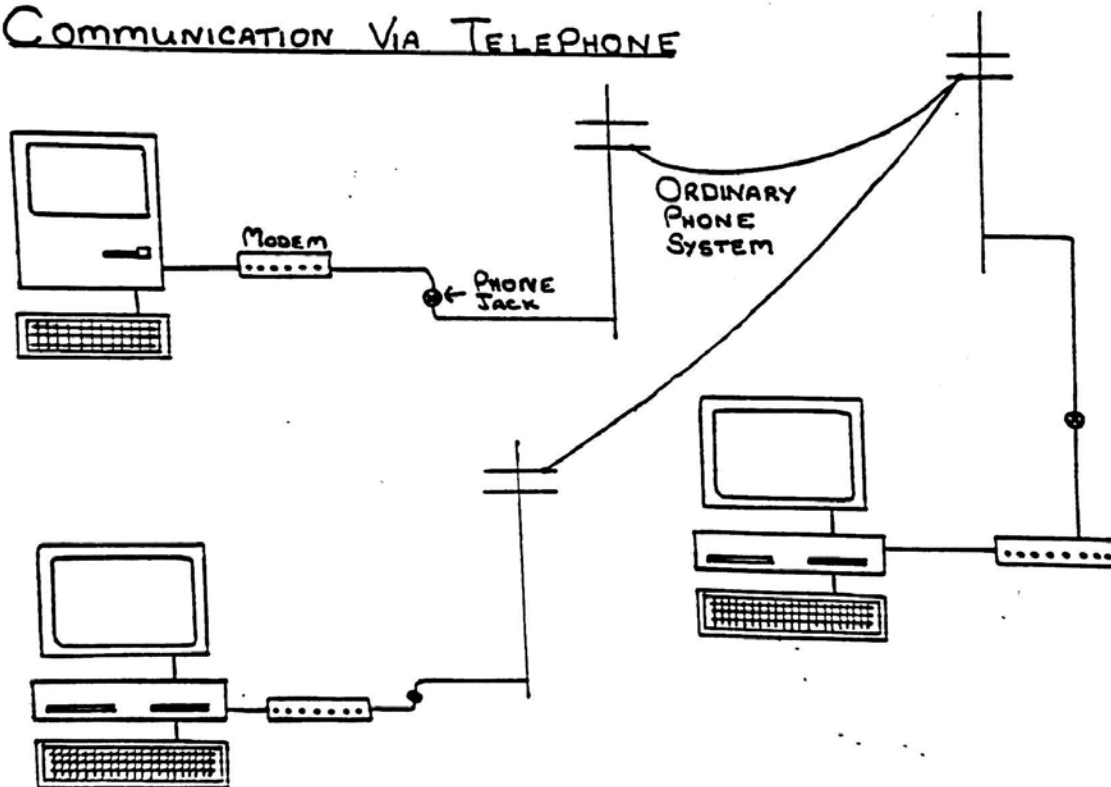 COMMUNICATION VIA TELEPHONE
MODEM
PHONE
JACK
ORDINARY
PHONE
SYSTEM